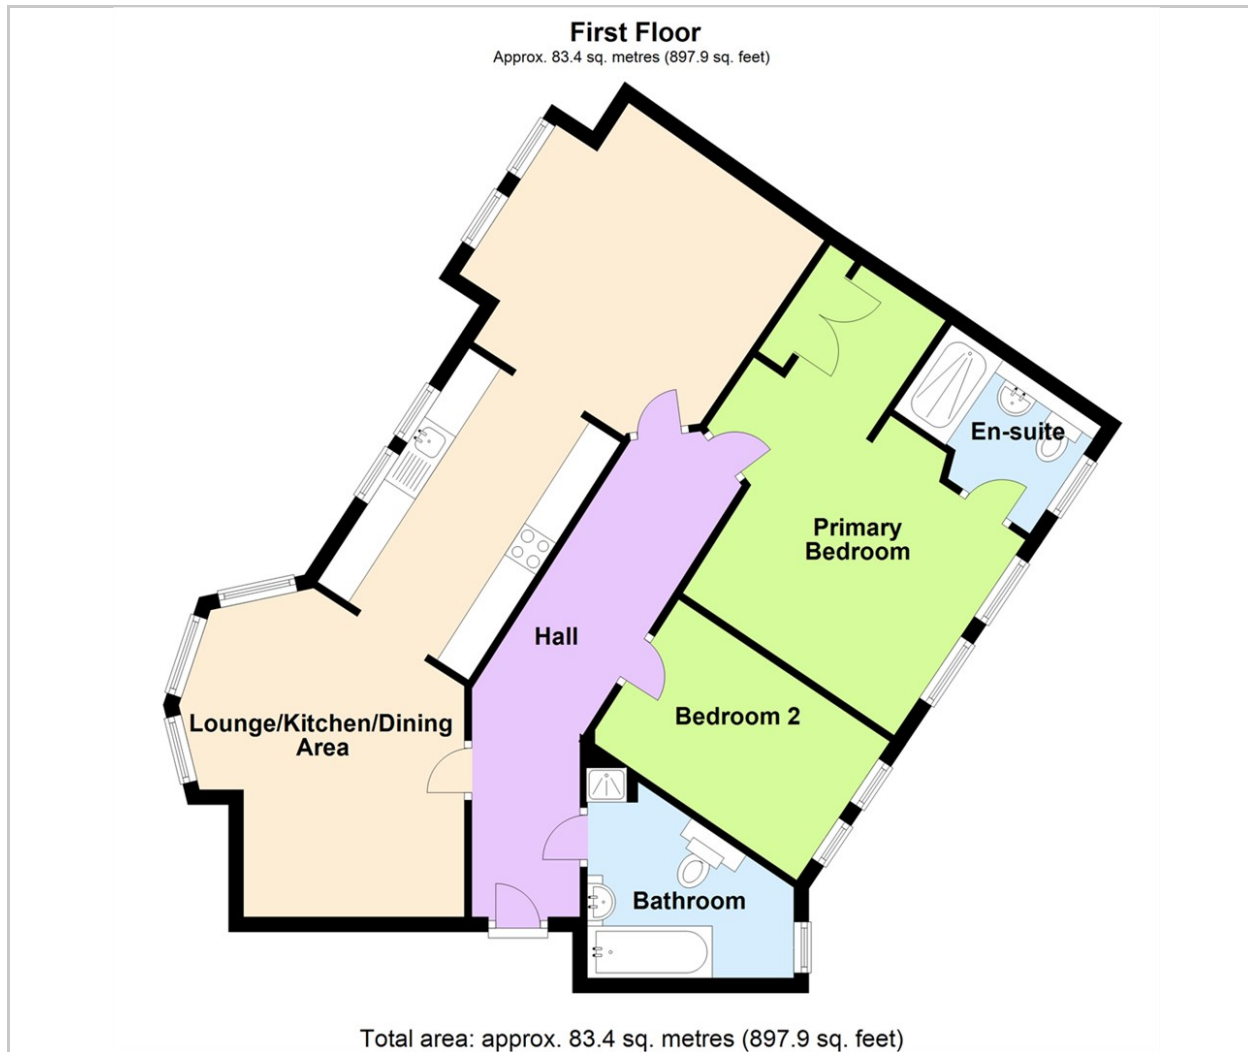 First Floor
Approx. 83.4 sq. metres (897.9 sq. feet)
En-suite
Primary
Bedroom
Hall
Bedroom 2
Lounge/Kitchen/Dining
Area
Bathroom
Total area: approx. 83.4 sq. metres (897.9 sq. feet)